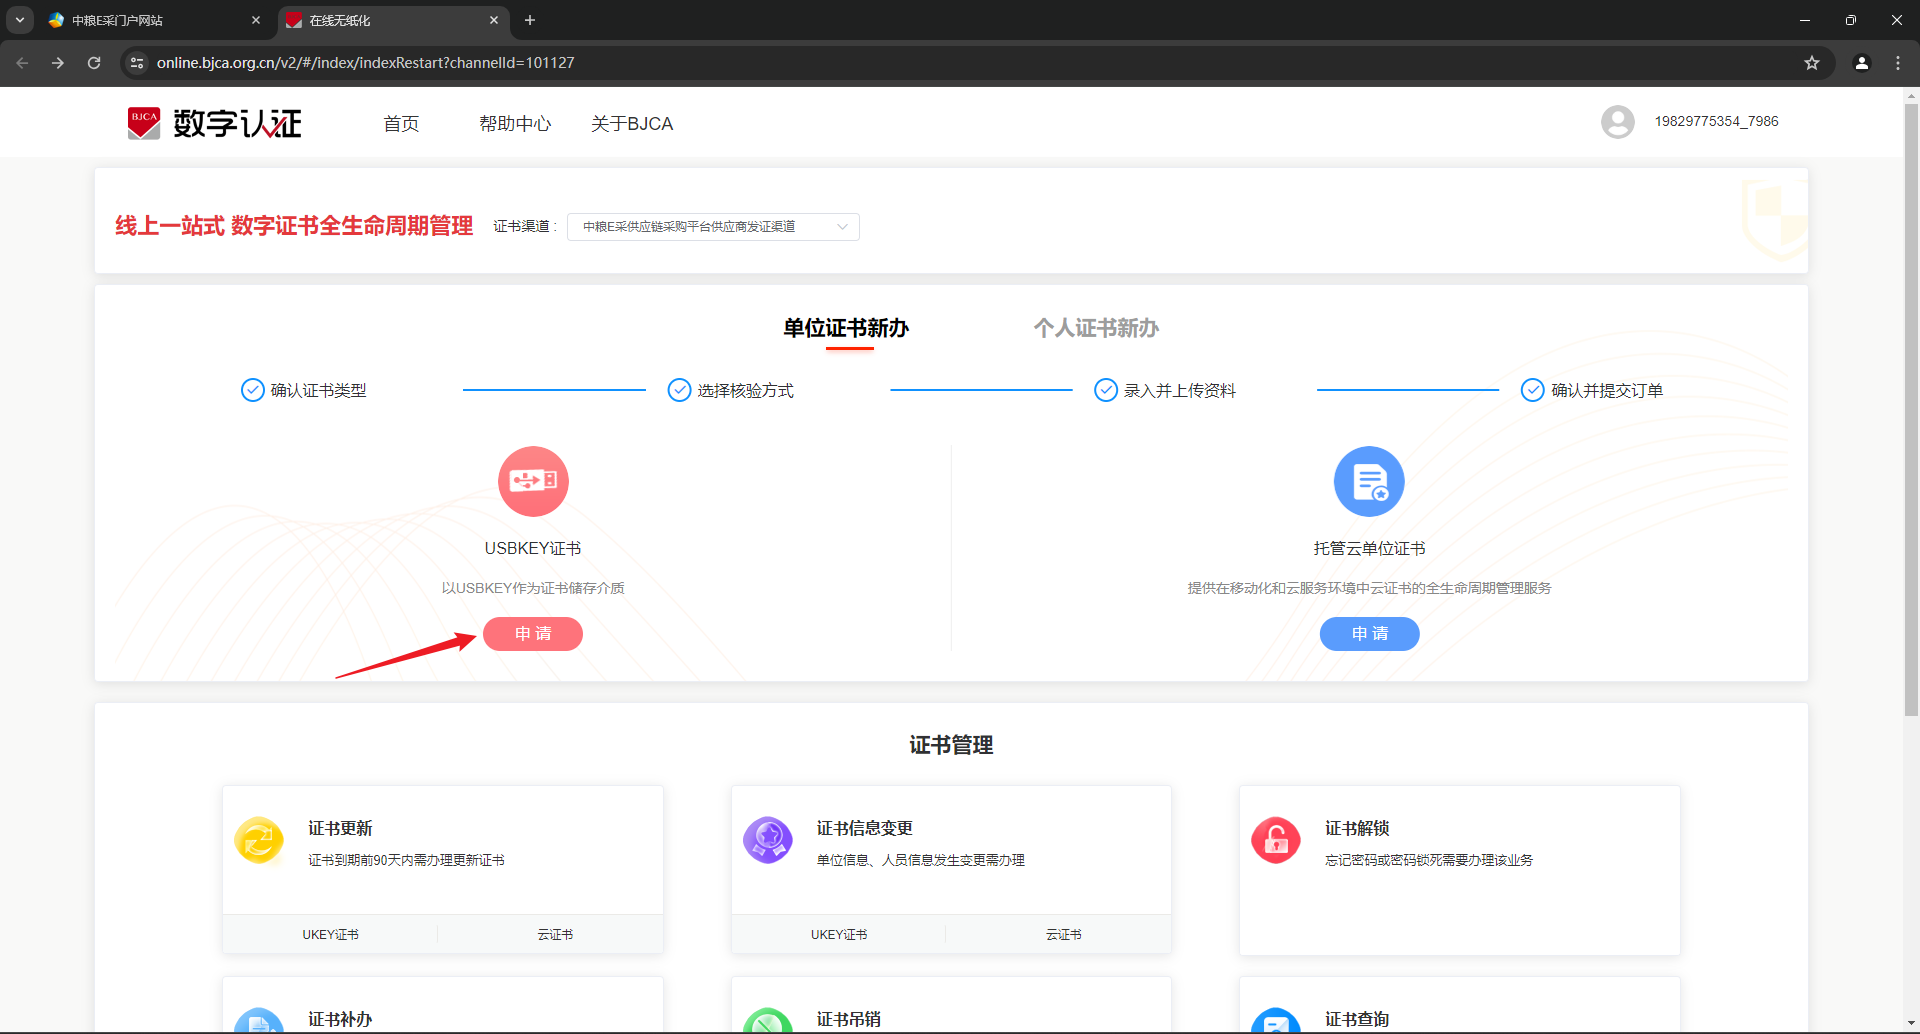 中粮E采门户网站
在线无纸化
online.bjca.org.cn/v2/#/index/indexRestart?channelId=101127
BJCA
数字认证
首页
帮助中心
关于BJCA
19829775354_7986
线上一站式 数字证书全生命周期管理
证书渠道 :
中粮E采供应链采购平台供应商发证渠道
单位证书新办
个人证书新办
确认证书类型
选择核验方式
录入并上传资料
确认并提交订单
USBKEY证书
以USBKEY作为证书储存介质
申 请
托管云单位证书
提供在移动化和云服务环境中云证书的全生命周期管理服务
申 请
证书管理
证书更新
证书到期前90天内需办理更新证书
UKEY证书
云证书
证书信息变更
单位信息、人员信息发生变更需办理
UKEY证书
云证书
证书解锁
忘记密码或密码锁死需要办理该业务
证书补办
证书吊销
证书查询